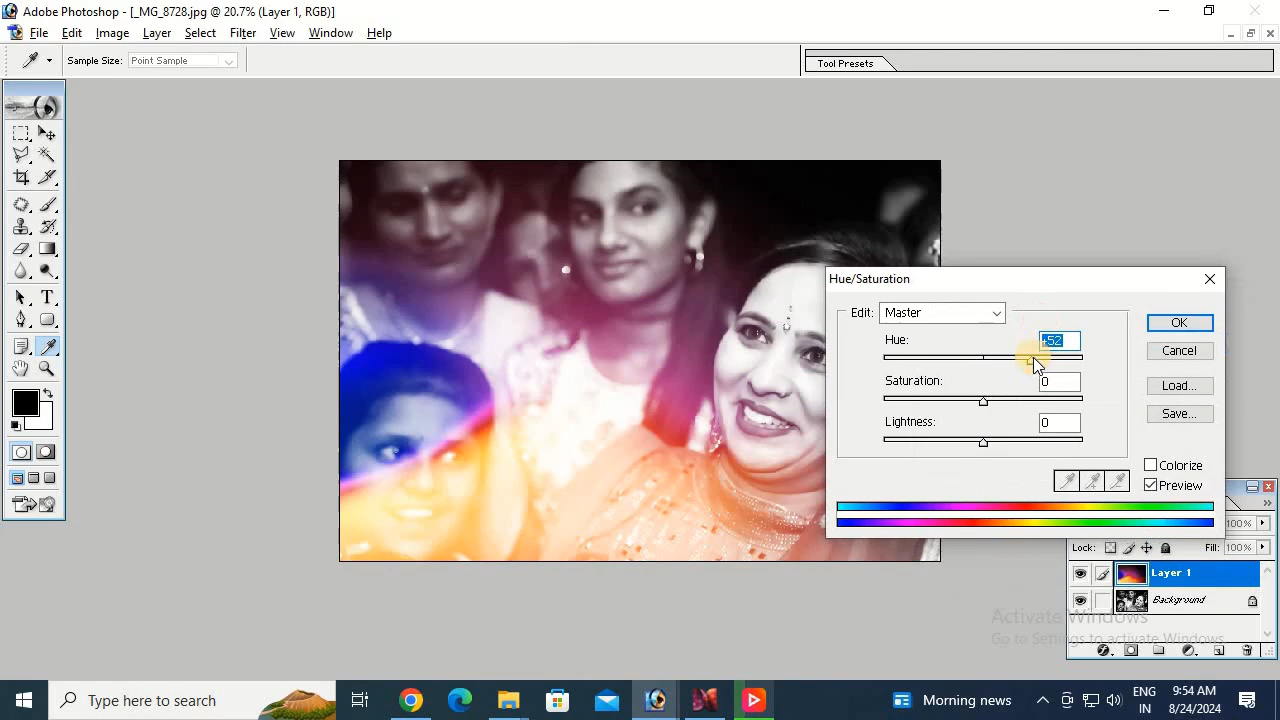 Adobe Photoshop - [_MG_8728.jpg @ 20.7% (Layer 1, RGB)]
File Edit Image Layer Select Filter View Window Help
Sample Size: Point Sample
Tool Presets
Hue/Saturation
Edit: Master
Hue: +52
Saturation: 0
Lightness: 0
OK
Cancel
Load...
Save...
Colorize
Preview
100%
Lock: Fill: 100%
Layer 1
Background
Activate Windows
Go to Settings to activate Windows.
Type here to search
Morning news
ENG
IN
9:54 AM
8/24/2024